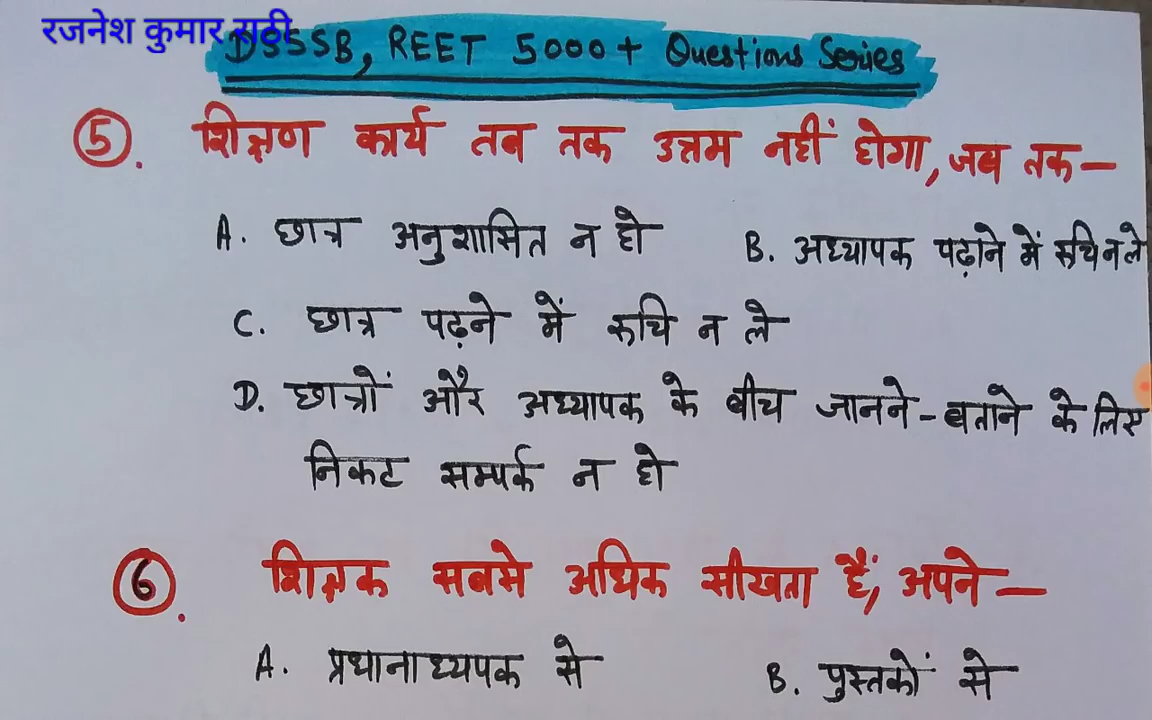 रजनेश कुमार राठी
DSSSB, REET 5000+ Questions Series
5. शिक्षण कार्य तब तक उत्तम नहीं होगा, जब तक—
A. छात्र अनुशासित न हो B. अध्यापक पढ़ाने में रुचि न ले
C. छात्र पढ़ने में रुचि न ले
D. छात्रों और अध्यापक के बीच जानने-बताने के लिए
निकट सम्पर्क न हो
6. शिक्षक सबसे अधिक सीखता हैं, अपने—
A. प्रधानाध्यपक से B. पुस्तकों से